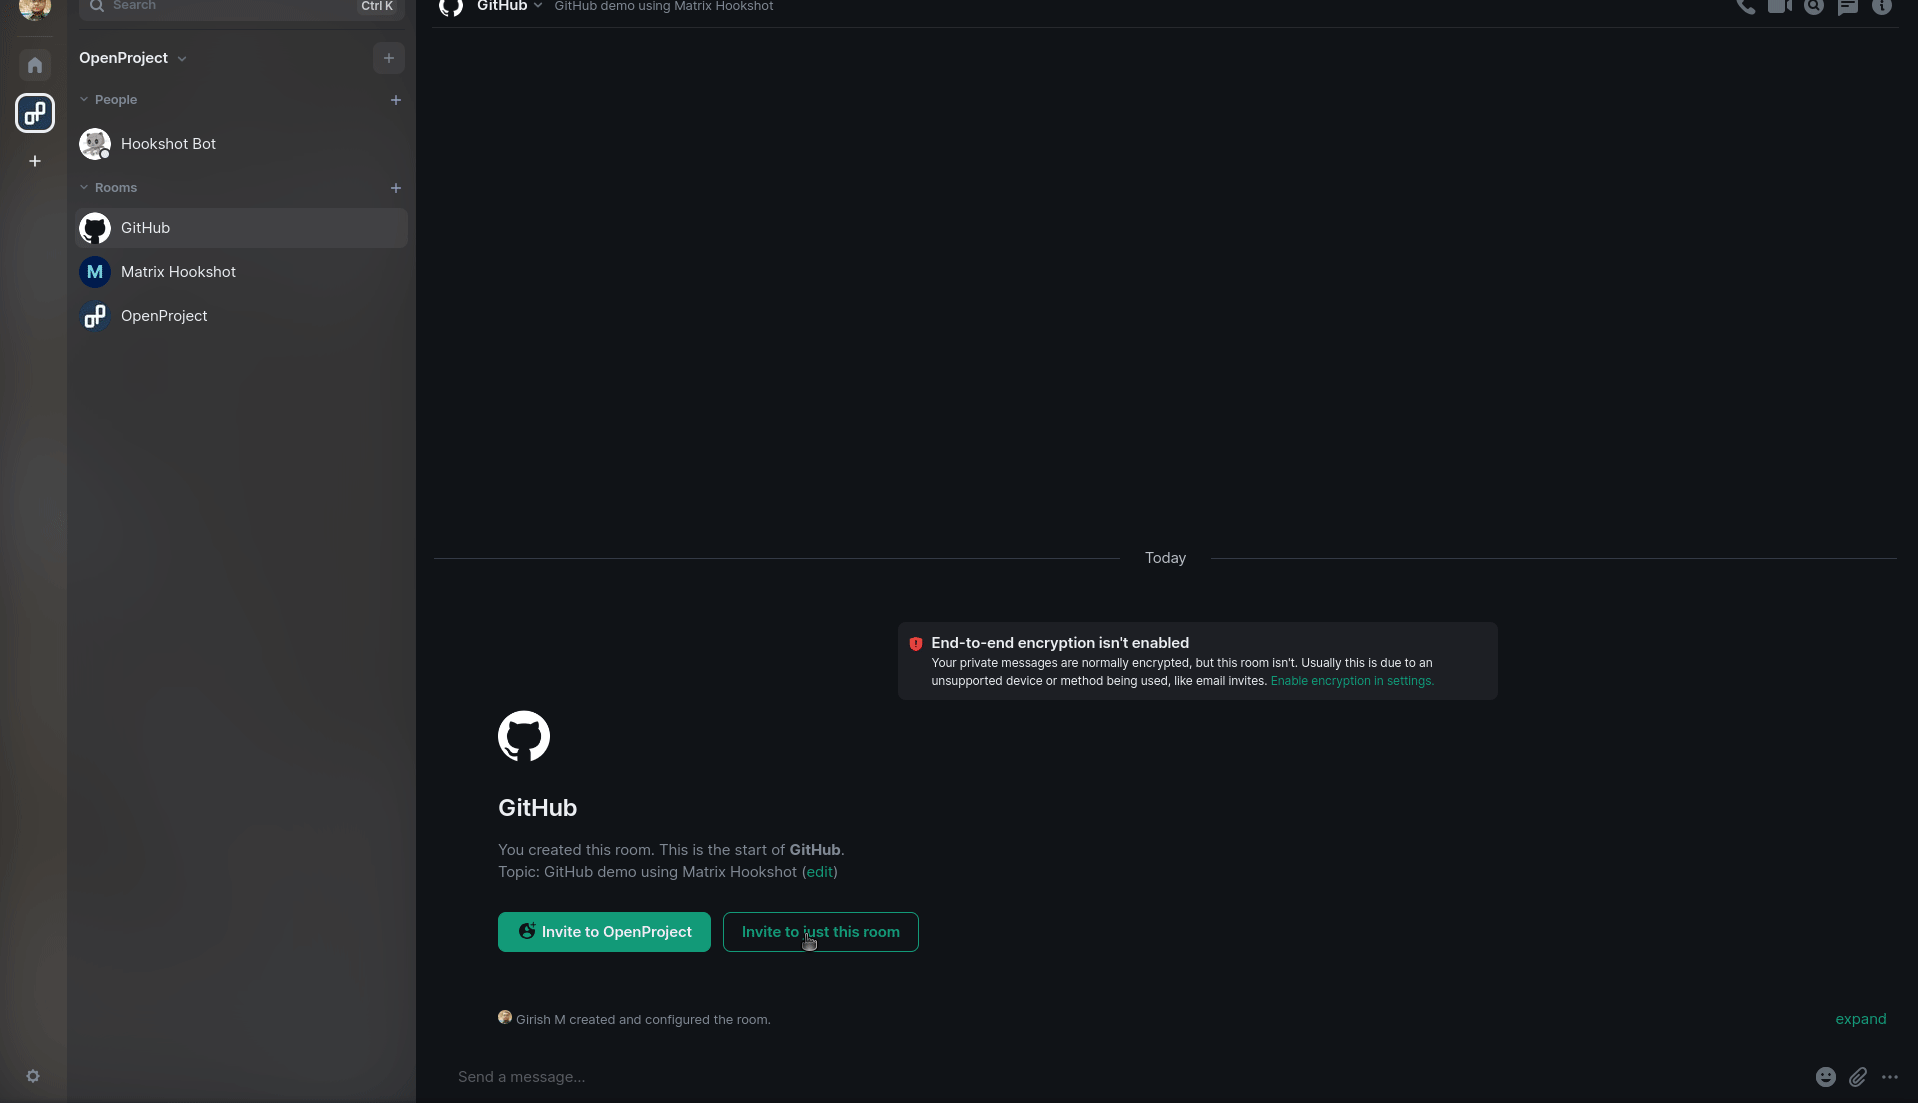 Search
Ctrl K
OpenProject
People
Hookshot Bot
Rooms
GitHub
M
Matrix Hookshot
OpenProject
GitHub
GitHub demo using Matrix Hookshot
Today
End-to-end encryption isn't enabled
Your private messages are normally encrypted, but this room isn't. Usually this is due to an
unsupported device or method being used, like email invites. Enable encryption in settings.
GitHub
You created this room. This is the start of GitHub.
Topic: GitHub demo using Matrix Hookshot (edit)
Invite to OpenProject
Invite to just this room
Girish M created and configured the room.
expand
Send a message...